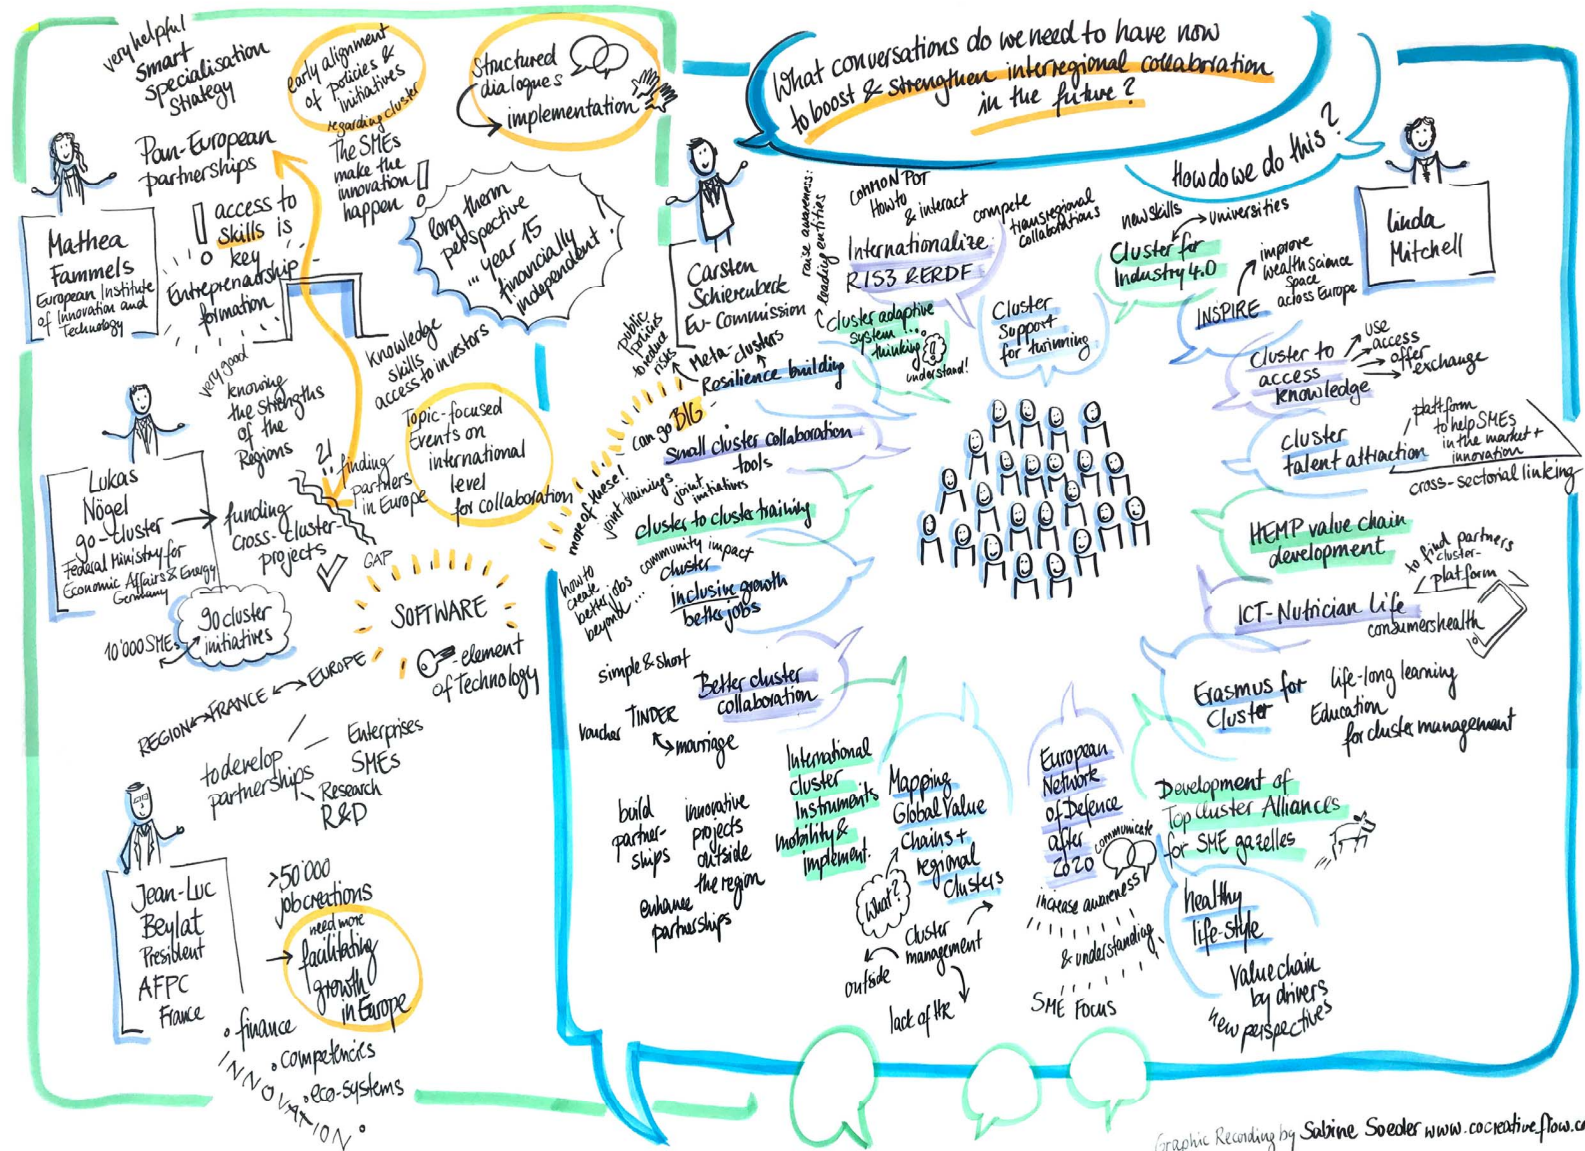 very helpful
smart
specialisation
strategy
early alignment
of policies &
initiatives
regarding cluster
Structured
dialogues
implementation
Pan-European
partnerships
The SMEs
make the
innovation
happen !
! access to
skills is
key
Entreprenaurship
formation
long therm
perspective
... year 15
financially
independent !
Mathea
Fammels
European Institute
of Innovation and
Technology
knowledge
skills
access to investors
very good
knowing
the strengths
of the
Regions
Topic-focused
Events on
international
level
for collaboration
finding
partners
in Europe
Lukas
Nögel
go-cluster
Federal Ministry for
Economic Affairs & Energy
Germany
funding
cross-cluster
projects
GAP
90 cluster
initiatives
10'000 SMEs
SOFTWARE
-element
of Technology
REGION FRANCE EUROPE
to develop
partnerships
Enterprises
SMEs
Research
R&D
Jean-Luc
Beylat
President
AFPC
France
>50'000
jobcreations
need more
facilitating
growth
in Europe
finance
competencies
eco-systems
INNOVATION
What conversations do we need to have now
to boost & strengthen interregional collaboration
in the future?
How do we do this?
Carsten
Schierenbeck
EU-Commission
Linda
Mitchell
raise awareness:
leading entities
COMMON POT
How to
& interact
compete
transregional
collaborations
Internationalize
RIS3 & ERDF
new skills
universities
Cluster for
Industry 4.0
improve
wealth science
space
across Europe
INSPIRE
Cluster adaptive
system ...
thinking
understand!
Cluster
Support
for twinning
public
policies
to reduce
risks
Meta-clusters
Resilience building
can go BIG
Small cluster collaboration
tools
more of these!
joint trainings
joint
initiatives
cluster to cluster training
Cluster to
access
knowledge
use
access
offer
exchange
cluster
talent attraction
platform
to help SMEs
in the market +
innovation
cross-sectorial linking
HEMP value chain
development
to find partners
cluster-
platform
ICT-Nutrician Life
consumers health
how to
create
better jobs
beyond ....
community impact
cluster
inclusive growth
better jobs
simple & short
Better cluster
collaboration
voucher
TINDER
marriage
Erasmus for
Cluster
life-long learning
Education
for cluster management
build
partner-
ships
innovative
projects
outside
the region
enhance
partnerships
International
cluster
Instruments
mobility &
implement.
Mapping
Global Value
Chains +
regional
Clusters
What?
Cluster
management
outside
lack of HR
European
Network
of Defence
after
2020
communicate
increase awareness
& understanding
SME FOCUS
Development of
Top Cluster Alliances
for SME gazelles
healthy
life-style
Value chain
by drivers
new perspectives
Graphic Recording by Sabine Soeder www.cocreativeflow.c